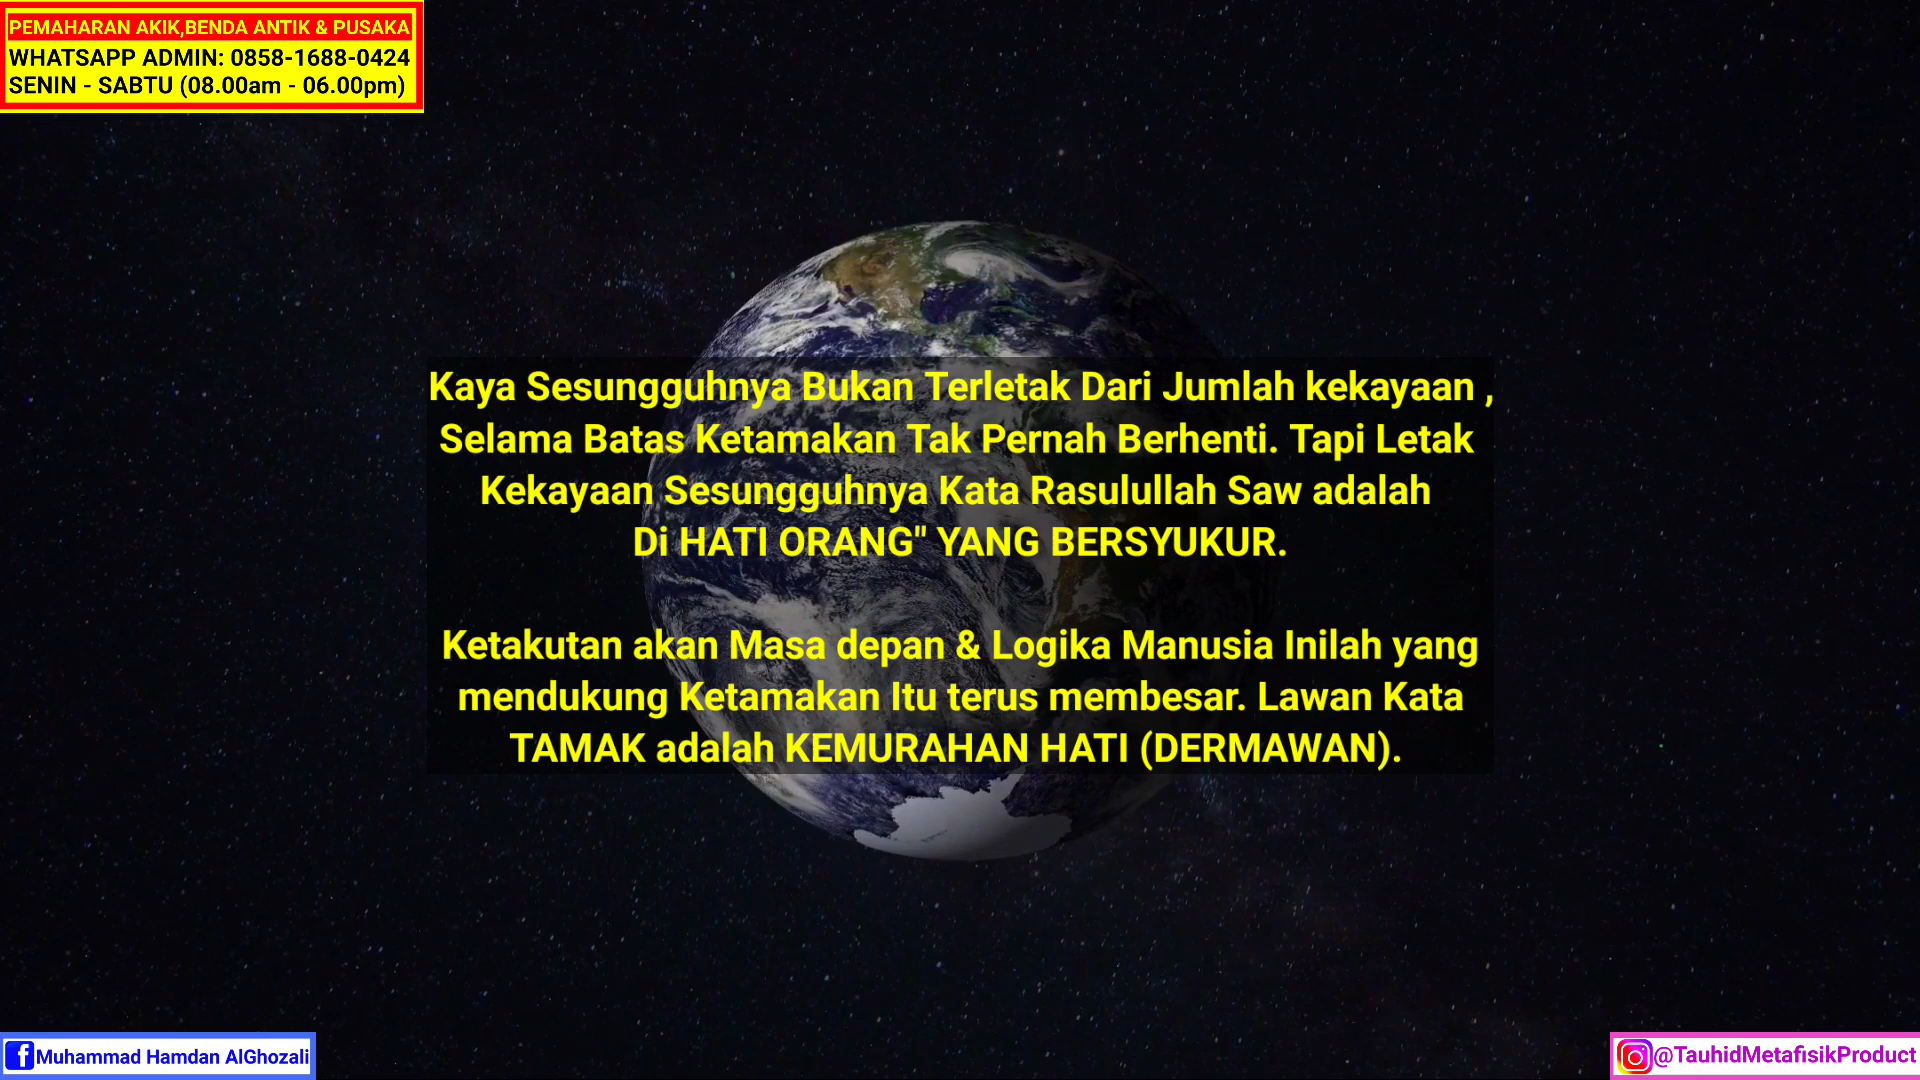 PEMAHARAN AKIK,BENDA ANTIK & PUSAKA
WHATSAPP ADMIN: 0858-1688-0424
SENIN - SABTU (08.00am - 06.00pm)
Kaya Sesungguhnya Bukan Terletak Dari Jumlah kekayaan ,
Selama Batas Ketamakan Tak Pernah Berhenti. Tapi Letak
Kekayaan Sesungguhnya Kata Rasulullah Saw adalah
Di HATI ORANG" YANG BERSYUKUR.
Ketakutan akan Masa depan & Logika Manusia Inilah yang
mendukung Ketamakan Itu terus membesar. Lawan Kata
TAMAK adalah KEMURAHAN HATI (DERMAWAN).
Muhammad Hamdan AlGhozali
@TauhidMetafisikProduct